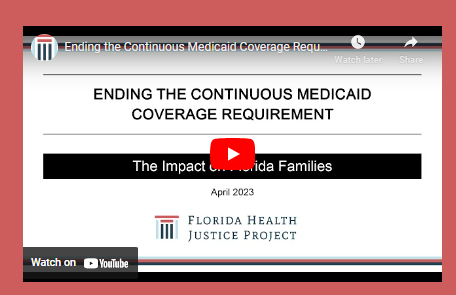 Ending the Continuous Medicaid Coverage Requ...
Watch later
Share
ENDING THE CONTINUOUS MEDICAID
COVERAGE REQUIREMENT
The Impact on Florida Families
April 2023
FLORIDA HEALTH
JUSTICE PROJECT
Watch on YouTube